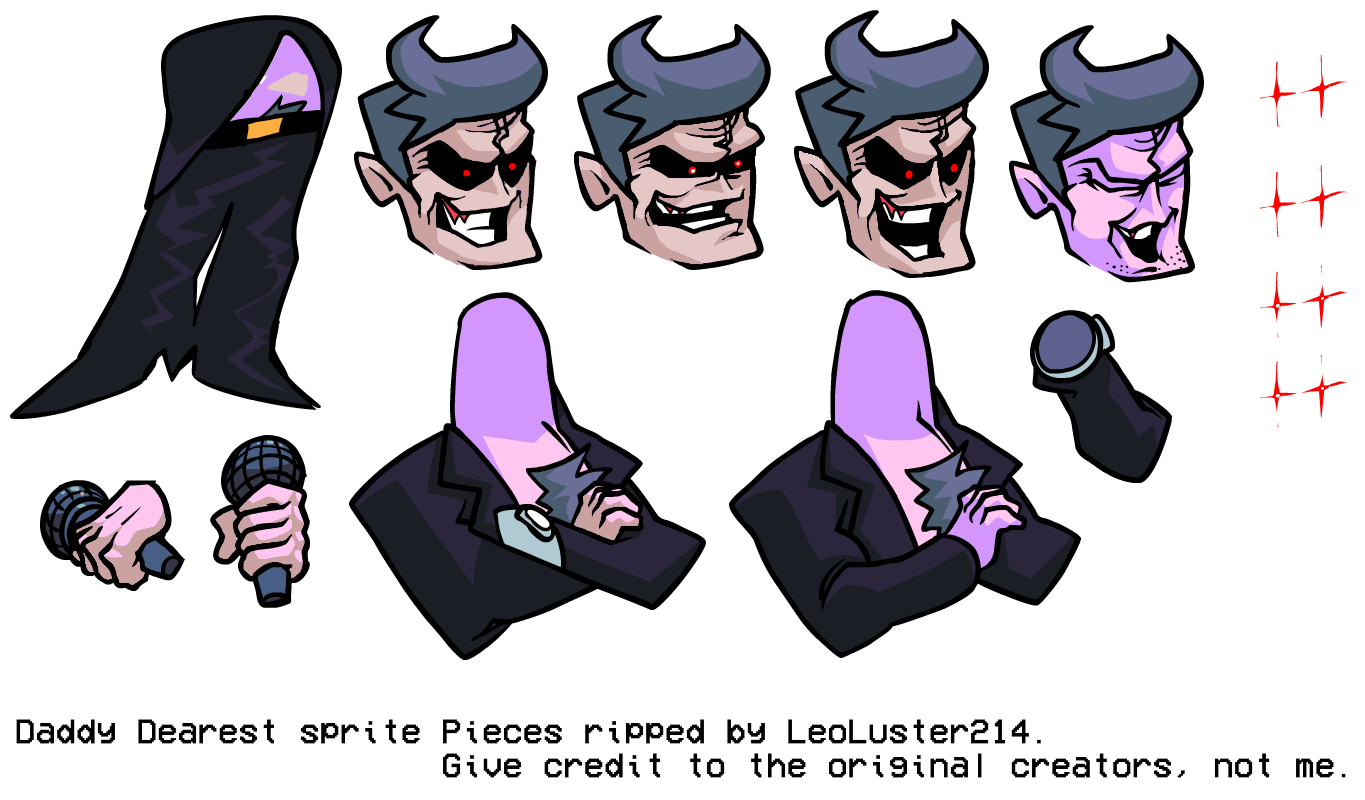 Daddy Dearest sprite Pieces ripped by LeoLuster214.
Give credit to the original creators, not me.